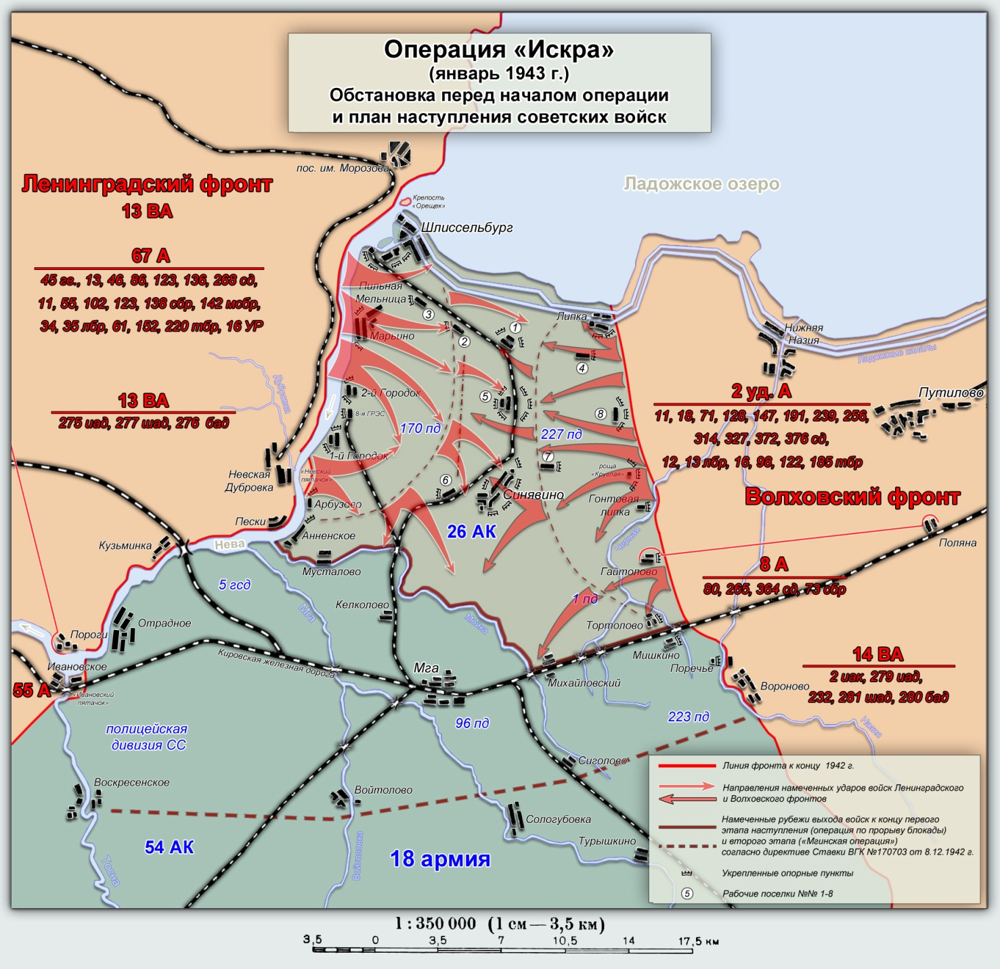 Операция «Искра»
(январь 1943 г.)
Обстановка перед началом операции
и план наступления советских войск
пос. им. Морозова
Ленинградский фронт
13 ВА
Ладожское озеро
Крепость
«Орешек»
Шлиссельбург
67 А
45 гв., 13, 46, 86, 123, 136, 268 сд,
11, 55, 102, 123, 138 сбр, 142 мсбр,
34, 35 лбр, 61, 152, 220 тбр, 16 УР
Пильная
Мельница
3
Липка
1
2
Марьино
4
Нижняя
Назия
Ладожские каналы
Дубровка
13 ВА
275 иад, 277 шад, 276 бад
2-й Городок
5
8-я ГРЭС
8
2 уд. А
11, 18, 71, 128, 147, 191, 239, 256,
314, 327, 372, 376 сд,
12, 13 лбр, 16, 98, 122, 185 тбр
Путилово
170 пд
227 пд
1-й Городок
7
Невская
Дубровка
«Невский
пятачок»
роща
«Круглая»
6
Синявино
Гонтовая
липка
Волховский фронт
Арбузово
Пески
Анненское
26 АК
Черная
Поляна
Кузьминка
Нева
Мусталово
Гайтолово
8 А
80, 265, 364 сд, 73 сбр
5 гсд
Келколово
1 пд
Мга
Мойка
Отрадное
Тортолово
Пороги
Кировская железная дорога
Мишкино
Ивановское
Мга
Поречье
14 ВА
2 иак, 279 иад,
232, 281 шад, 280 бад
55 А
«Ивановский
пятачок»
Михайловский
Вороново
96 пд
223 пд
Назия
полицейская
дивизия СС
Сиголово
Воскресенское
Войтолово
Сологубовка
Турышкино
54 АК
18 армия
Тосна
Войтоловка
Линия фронта к концу 1942 г.
Направления намеченных ударов войск Ленинградского
и Волховского фронтов
Намеченные рубежи выхода войск к концу первого
этапа наступления (операция по прорыву блокады)
и второго этапа («Мгинская операция»)
согласно директиве Ставки ВГК №170703 от 8.12.1942 г.
Укрепленные опорные пункты
5 Рабочие поселки №№ 1-8
1 : 350 000 (1 см — 3,5 км)
3,5 0 3,5 7 10,5 14 17,5 км